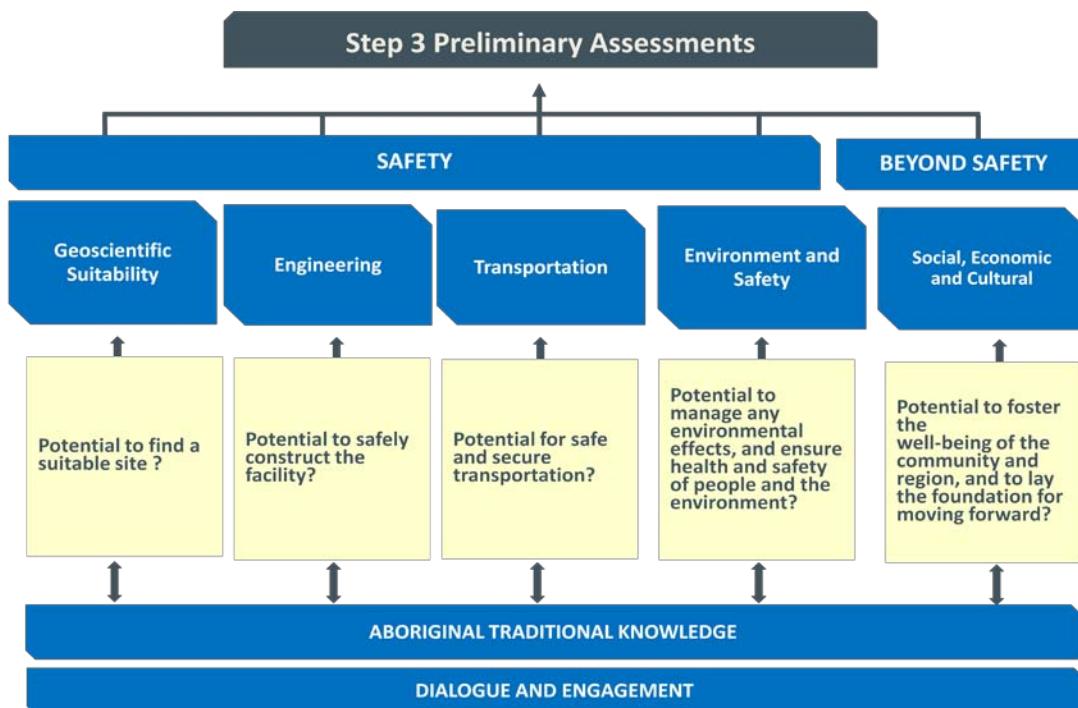 Step 3 Preliminary Assessments
SAFETY
BEYOND SAFETY
Geoscientific
Suitability
Engineering
Transportation
Environment and
Safety
Social, Economic
and Cultural
Potential to find a
suitable site ?
Potential to safely
construct the
facility?
Potential for safe
and secure
transportation?
Potential to
manage any
environmental
effects, and ensure
health and safety
of people and the
environment?
Potential to foster
the
well-being of the
community and
region, and to lay
the foundation for
moving forward?
ABORIGINAL TRADITIONAL KNOWLEDGE
DIALOGUE AND ENGAGEMENT